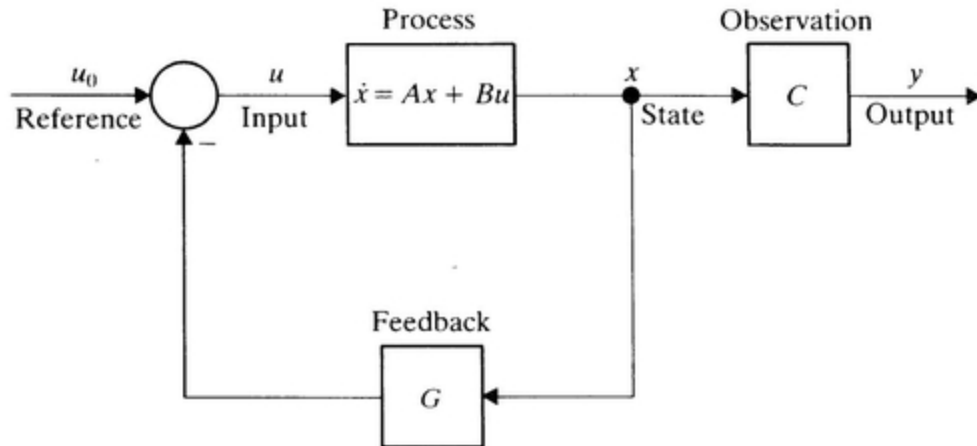 Process
Observation
u₀
Reference
−
u
Input
ẋ = Ax + Bu
x
State
C
y
Output
Feedback
G